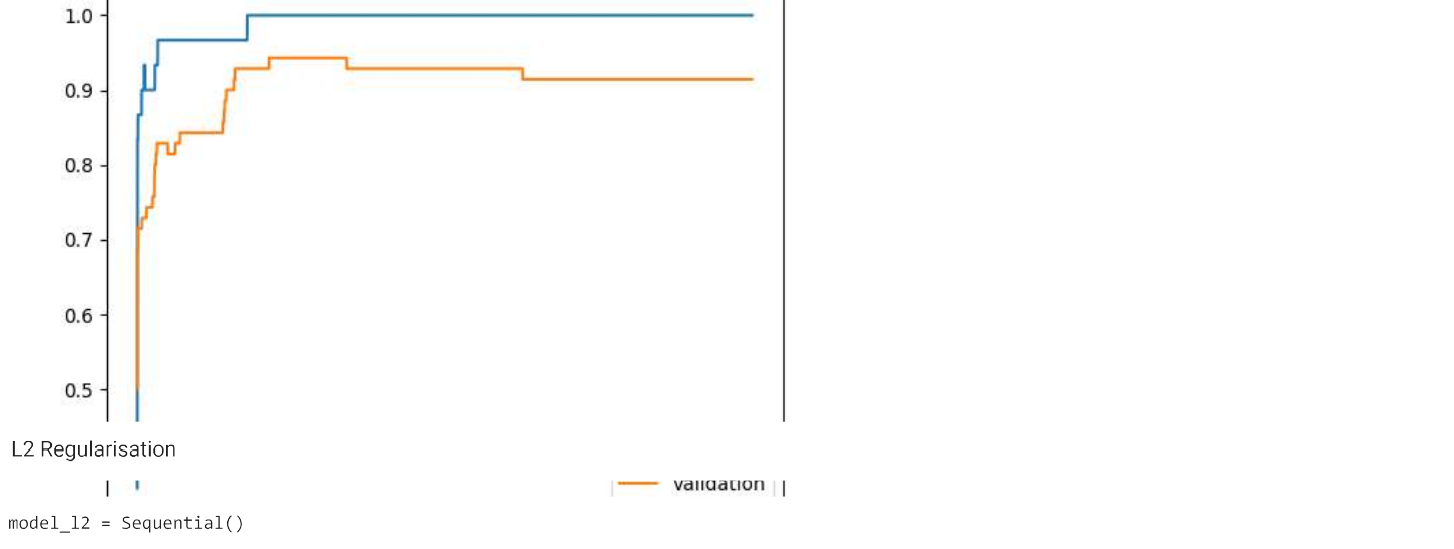 1.0
0.9
0.8
0.7
0.6
0.5
L2 Regularisation
validation
model_l2 = Sequential()